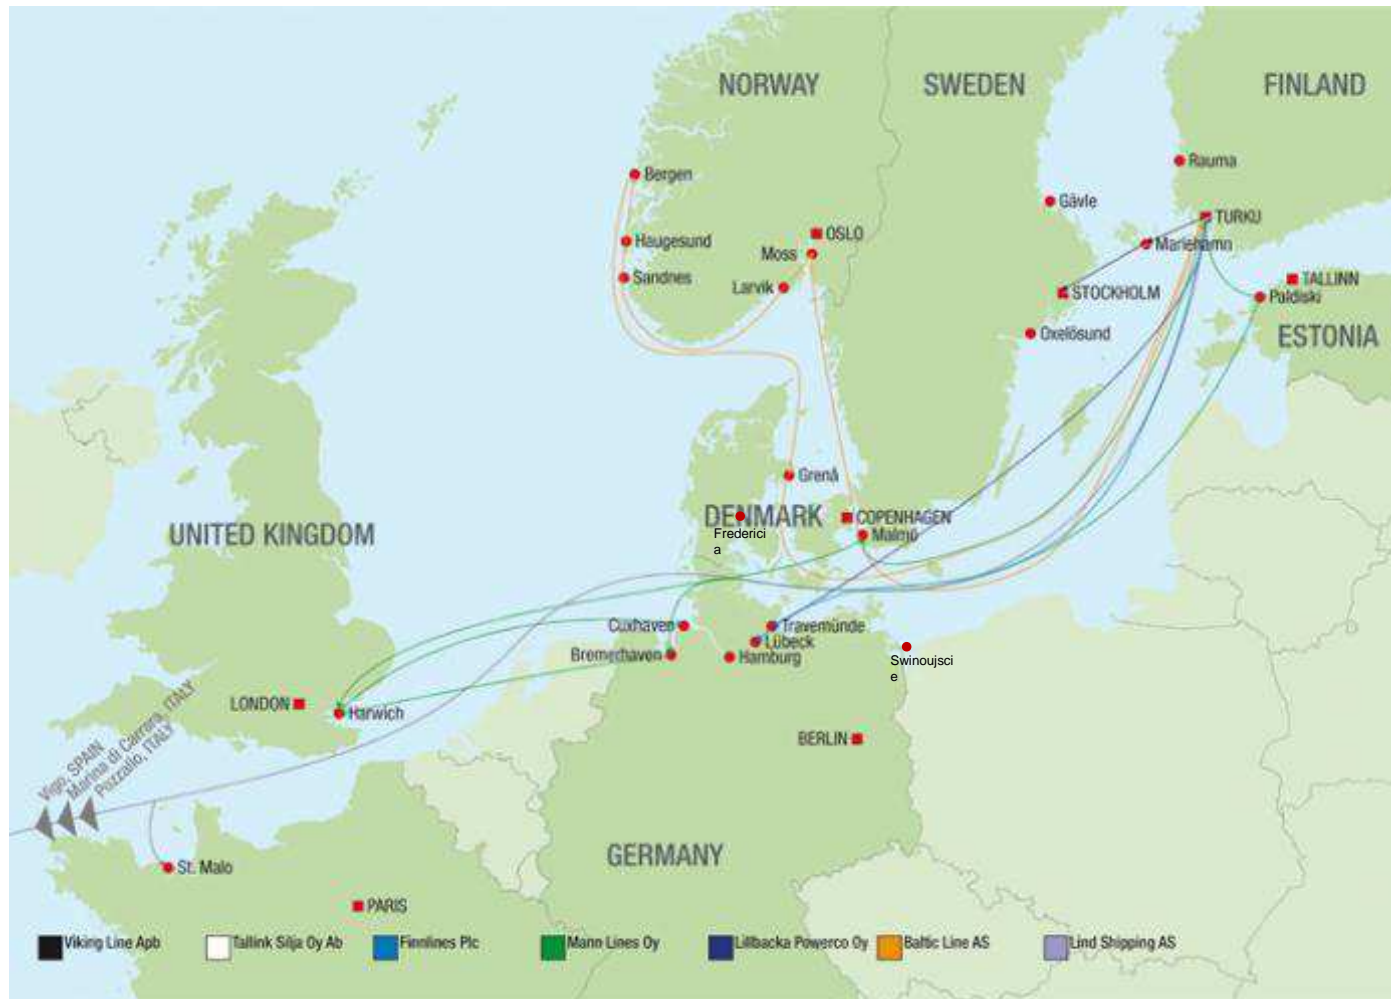 NORWAY
SWEDEN
FINLAND
Bergen
Rauma
Gävle
Haugesund
OSLO
TURKU
Moss
Mariehamn
Sandnes
Larvik
STOCKHOLM
TALLINN
Paldiski
Oxelösund
ESTONIA
Grenå
UNITED KINGDOM
DENMARK
COPENHAGEN
Frederici
a
Malmö
Cuxhaven
Travemünde
Lübeck
Bremerhaven
Hamburg
Swinoujsci
e
LONDON
Harwich
BERLIN
Vigo, SPAIN
Marina di Carrara, ITALY
Pozzallo, ITALY
GERMANY
St. Malo
PARIS
Viking Line Apb
Tallink Silja Oy Ab
Finnlines Plc
Mann Lines Oy
Lillbacka Powerco Oy
Baltic Line AS
Lind Shipping AS